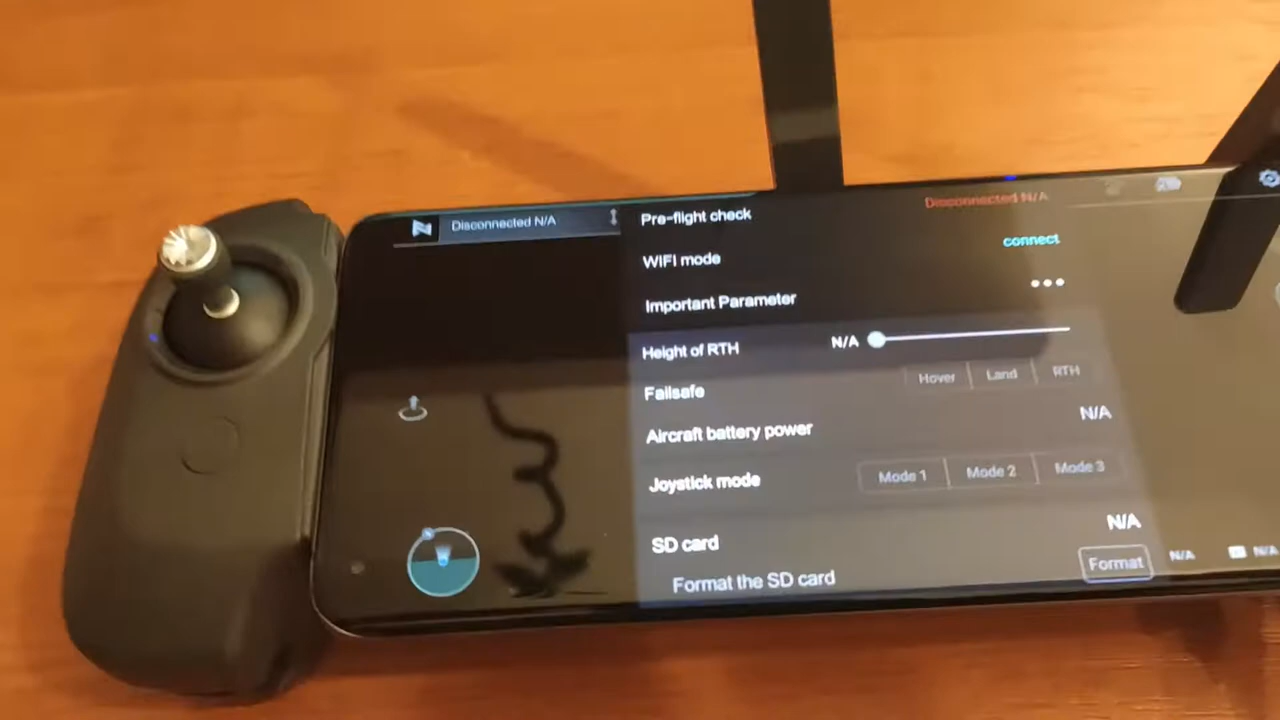 Disconnected N/A
Pre-flight check
Disconnected N/A
WIFI mode
connect
Important Parameter
Height of RTH
N/A
Failsafe
Hover
Land
RTH
Aircraft battery power
N/A
Joystick mode
Mode 1
Mode 2
Mode 3
SD card
N/A
Format the SD card
Format
N/A
N/A